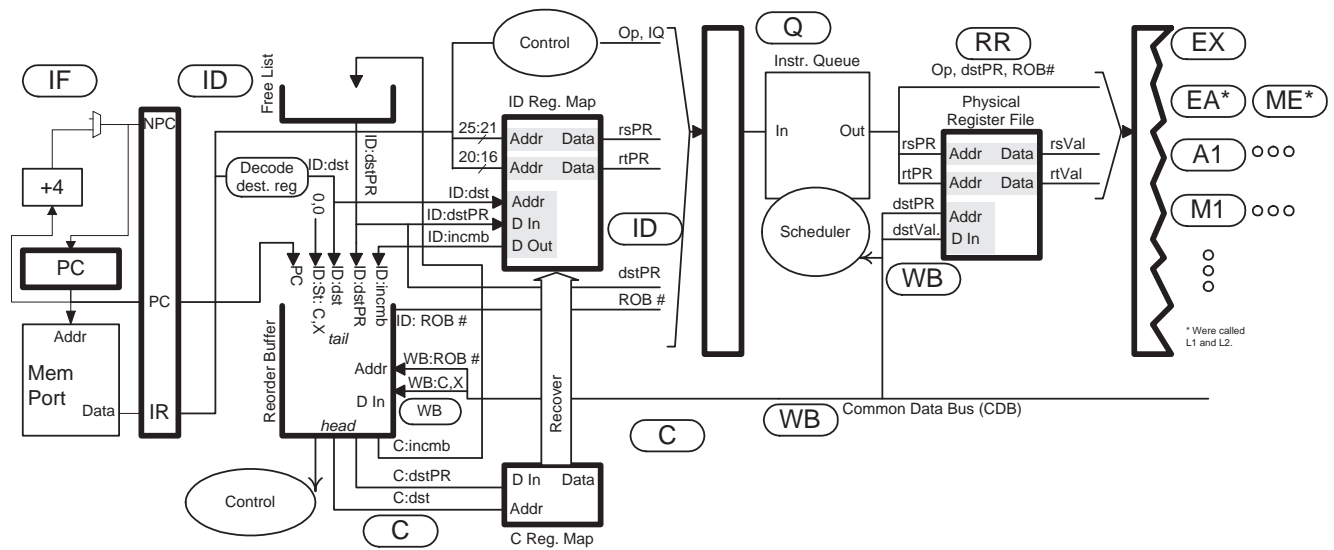 IF
ID
Free List
Control
Op, IQ
Q
RR
EX
Instr. Queue
Op, dstPR, ROB#
EA*
ME*
NPC
ID Reg. Map
Physical
Register File
25:21
Addr
Data
rsPR
In
Out
rsPR
Addr
Data
rsVal
A1
20:16
Addr
Data
rtPR
rtPR
Addr
Data
rtVal
+4
Decode
dest. reg
ID:dst
ID:dstPR
ID:dst
Addr
ID:dstPR
D In
ID:incmb
D Out
ID
Scheduler
dstPR
Addr
dstVal.
D In
M1
0,0
PC
PC
PC
ID:St: C,X
ID:dst
ID:dstPR
ID:incmb
tail
dstPR
ROB #
ID: ROB #
WB
Addr
Mem
Port
Data
IR
Reorder Buffer
WB:ROB #
Addr
WB:C,X
D In
WB
head
Recover
* Were called
L1 and L2.
WB
Common Data Bus (CDB)
C
C:incmb
C:dstPR
D In
Data
C:dst
Addr
Control
C
C Reg. Map